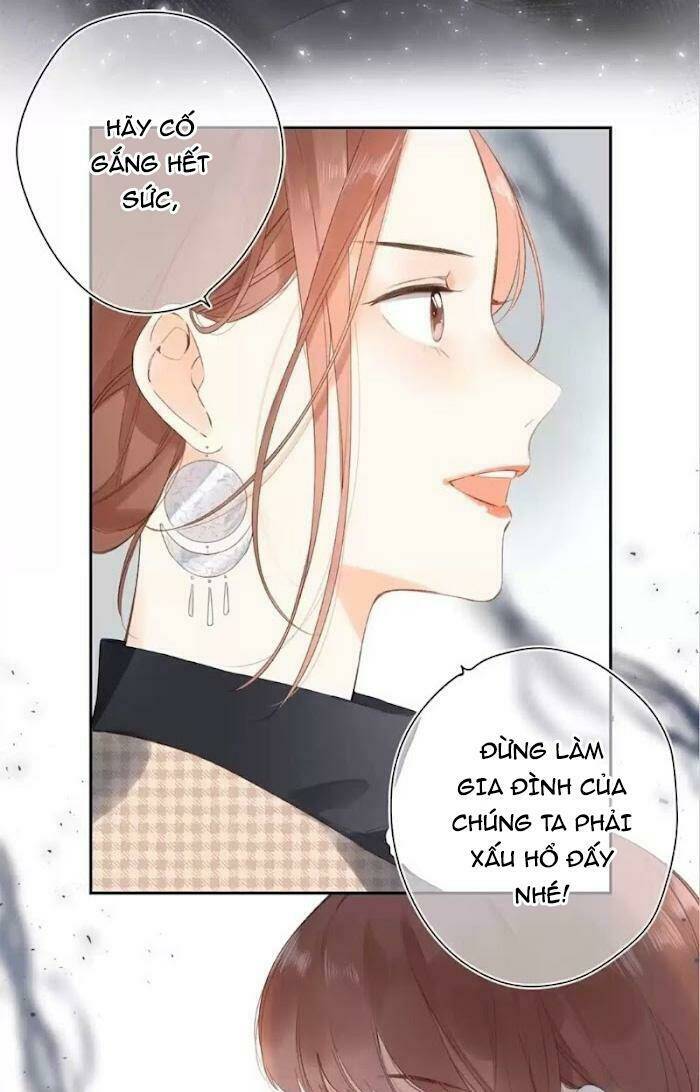 HÃY CỐ
GẮNG HẾT
SỨC,
ĐỪNG LÀM
GIA ĐÌNH CỦA
CHÚNG TA PHẢI
XẤU HỔ ĐẤY
NHÉ!